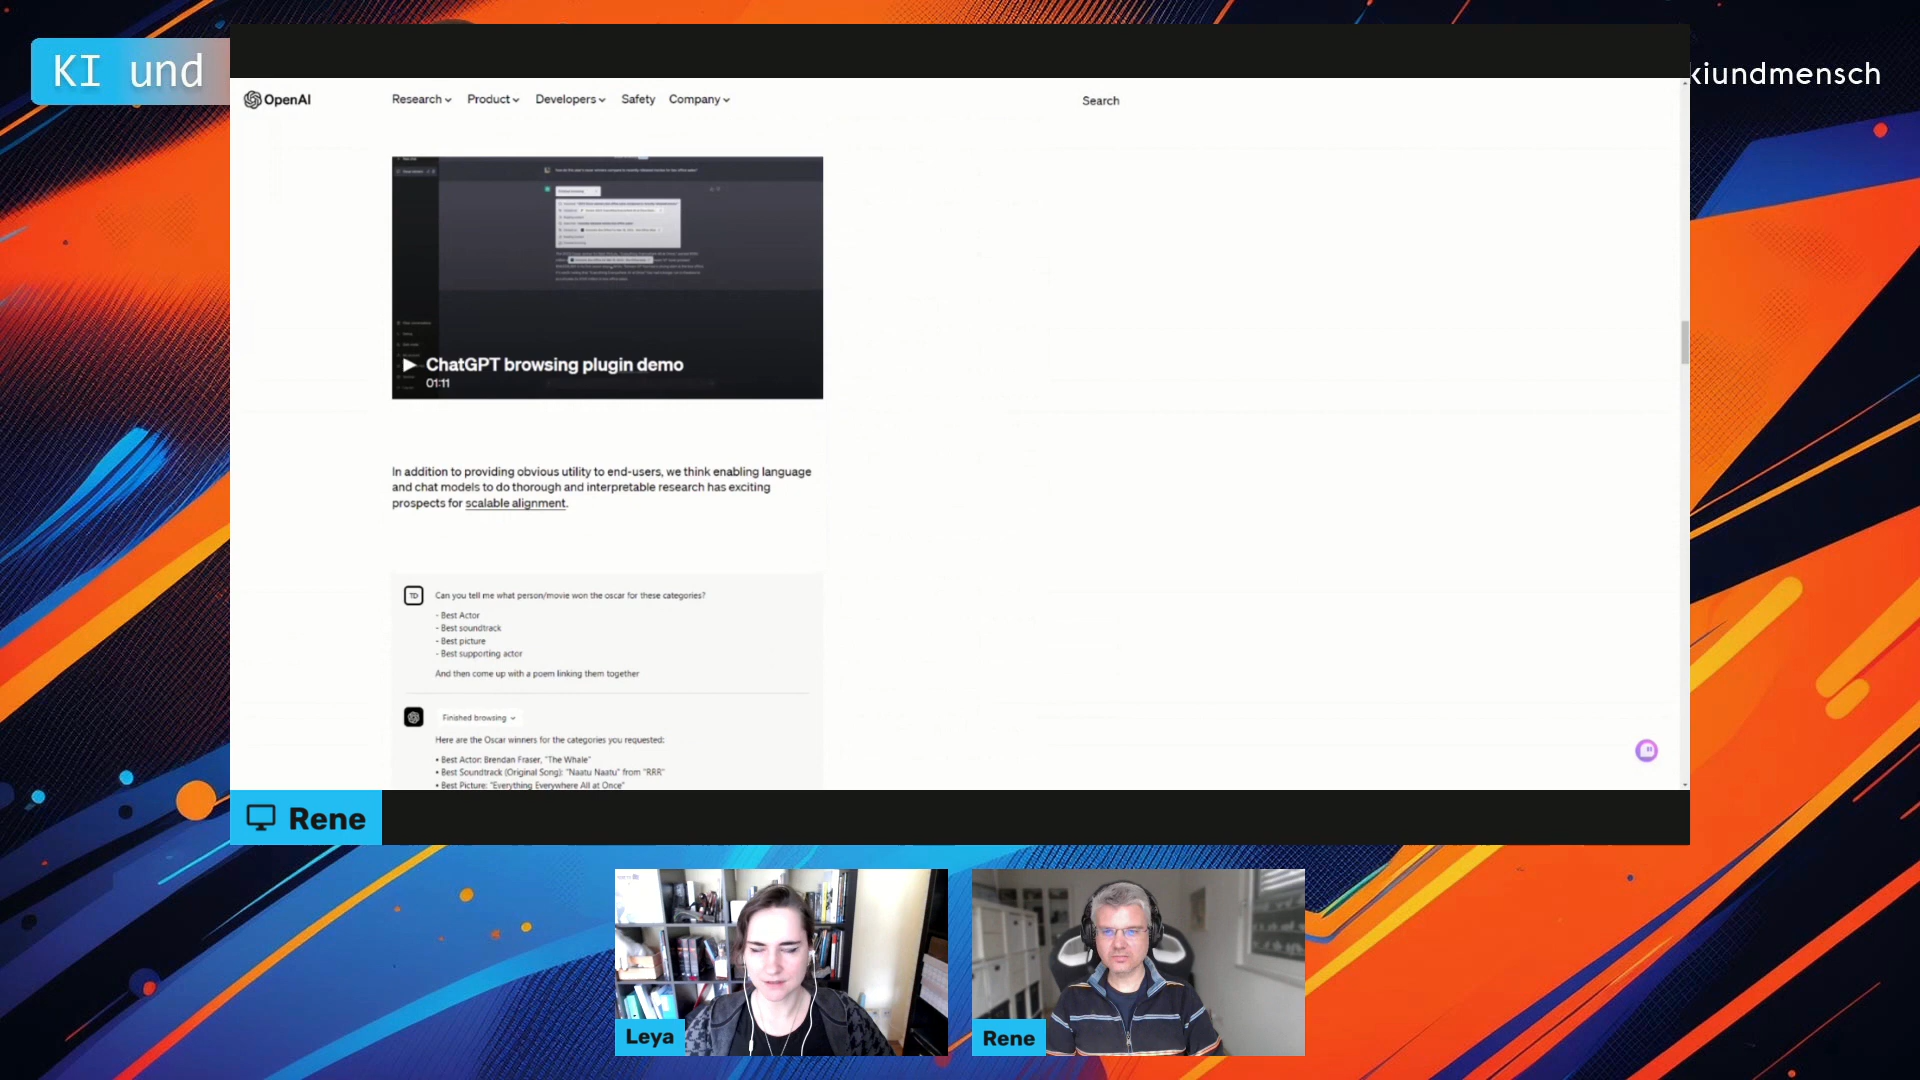 KI und
kiundmensch
OpenAI
Research
Product
Developers
Safety
Company
Search
ChatGPT browsing plugin demo
01:11
In addition to providing obvious utility to end-users, we think enabling language
and chat models to do thorough and interpretable research has exciting
prospects for scalable alignment.
TD
Can you tell me what person/movie won the oscar for these categories?
- Best Actor
- Best soundtrack
- Best picture
- Best supporting actor
And then come up with a poem linking them together
Finished browsing
Here are the Oscar winners for the categories you requested:
• Best Actor: Brendan Fraser, "The Whale"
• Best Soundtrack (Original Song): "Naatu Naatu" from "RRR"
• Best Picture: "Everything Everywhere All at Once"
Rene
Leya
Rene